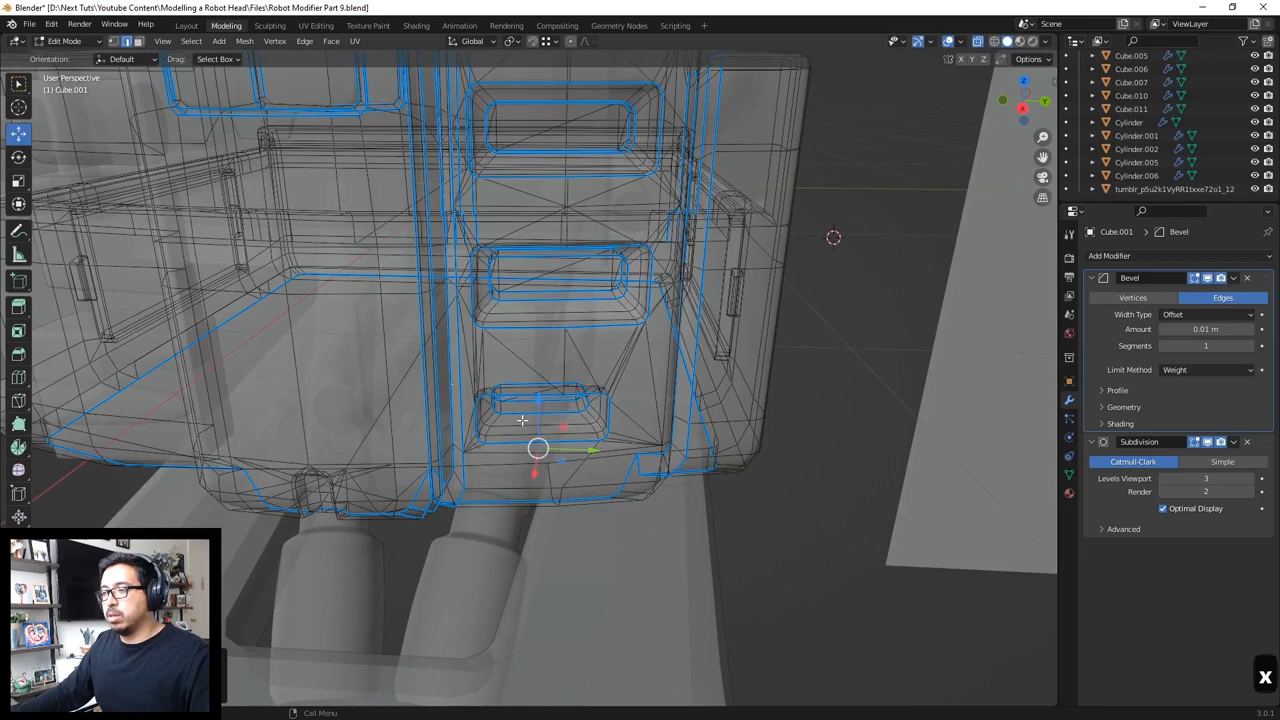 Blender* [D:\Next Tuts\Youtube Content\Modelling a Robot Head\Files\Robot Modifier Part 9.blend]
File Edit Render Window Help Layout Modeling Sculpting UV Editing Texture Paint Shading Animation Rendering Compositing Geometry Nodes Scripting Scene ViewLayer
Edit Mode View Select Add Mesh Vertex Edge Face UV Global
Orientation: Default Drag: Select Box X Y Z Options
User Perspective
(1) Cube.001
Z
Y
X
Cube.005
Cube.006
Cube.007
Cube.010
Cube.011
Cylinder
Cylinder.001
Cylinder.002
Cylinder.005
Cylinder.006
tumblr_p5u2k1VyRR1txxe72o1_12
Cube.001 > Bevel
Add Modifier
Bevel
Vertices Edges
Width Type Offset
Amount 0.01 m
Segments 1
Limit Method Weight
Profile
Geometry
Shading
Subdivision
Catmull-Clark Simple
Levels Viewport 3
Render 2
Optimal Display
Advanced
X
Call Menu
3.0.1